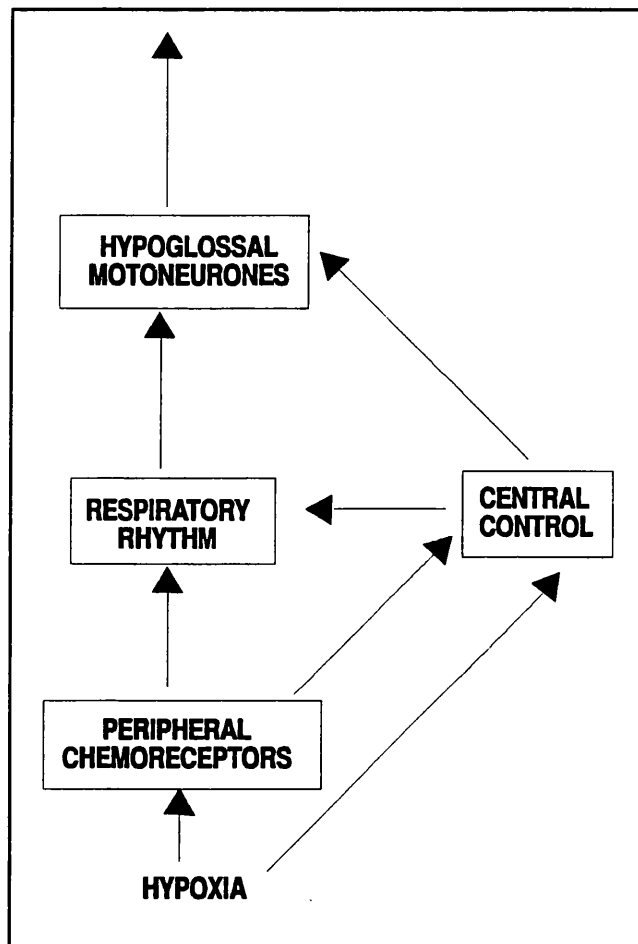 HYPOGLOSSAL
MOTONEURONES
RESPIRATORY
RHYTHM
CENTRAL
CONTROL
PERIPHERAL
CHEMORECEPTORS
HYPOXIA